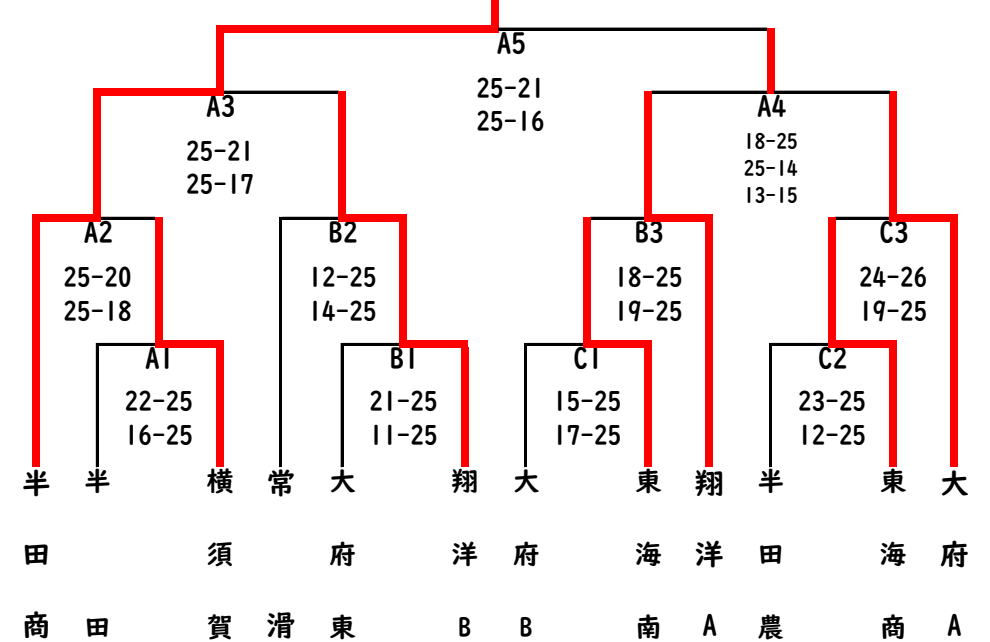 A5
25-21
25-16
A3
25-21
25-17
A4
18-25
25-14
13-15
A2
25-20
25-18
B2
12-25
14-25
B3
18-25
19-25
C3
24-26
19-25
A1
22-25
16-25
B1
21-25
11-25
C1
15-25
17-25
C2
23-25
12-25
半田商
半田
横須賀
常滑
大府東
翔洋B
大府B
東海南
翔洋A
半田農
東海商
大府A